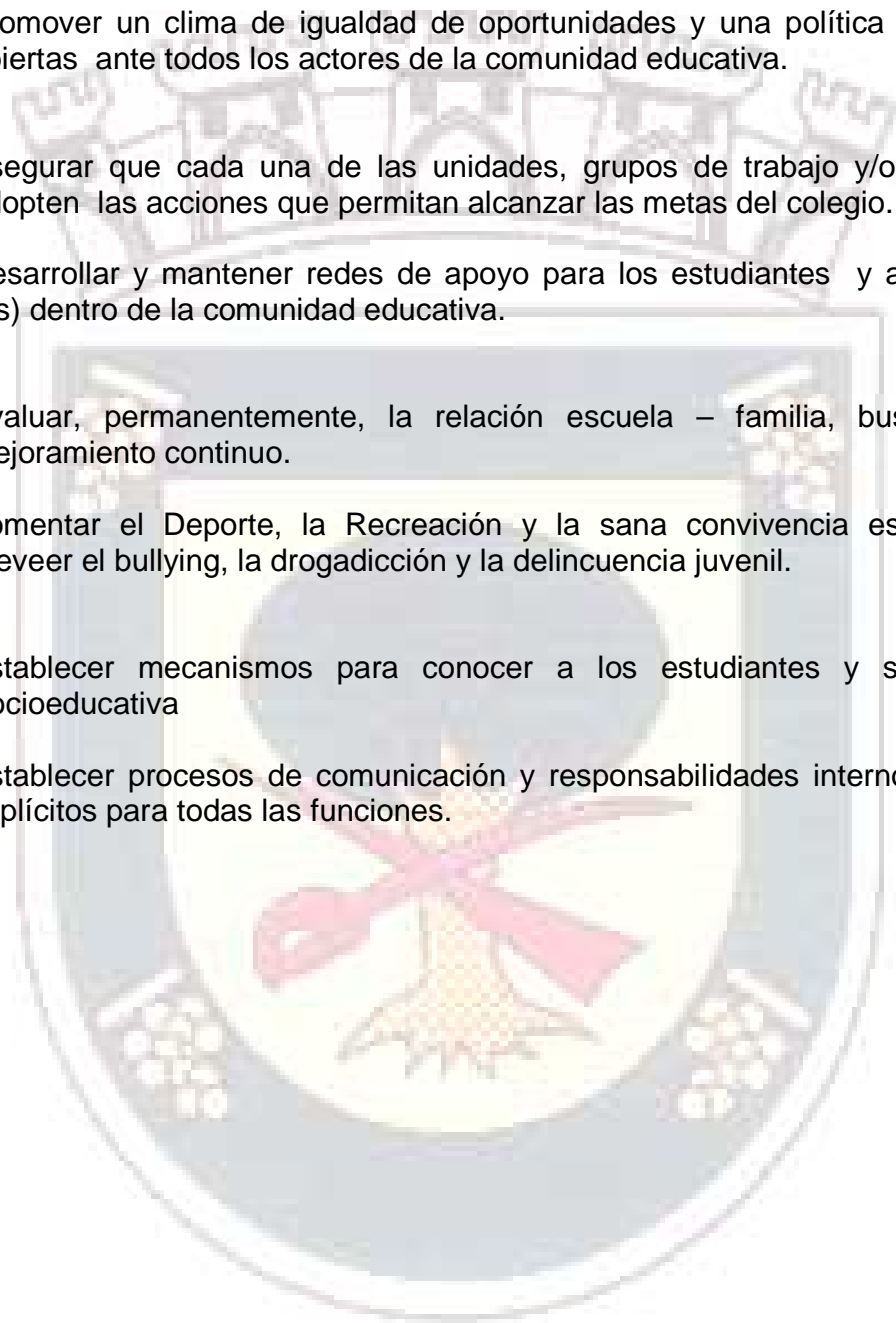 omover un clima de igualdad de oportunidades y una política
iertas ante todos los actores de la comunidad educativa.
segurar que cada una de las unidades, grupos de trabajo y/o
opten las acciones que permitan alcanzar las metas del colegio.
esarrollar y mantener redes de apoyo para los estudiantes y a
s) dentro de la comunidad educativa.
valuar, permanentemente, la relación escuela – familia, bus
ejoramiento continuo.
omentar el Deporte, la Recreación y la sana convivencia es
eveer el bullying, la drogadicción y la delincuencia juvenil.
stablecer mecanismos para conocer a los estudiantes y s
ocioeducativa
stablecer procesos de comunicación y responsabilidades interno
plícitos para todas las funciones.